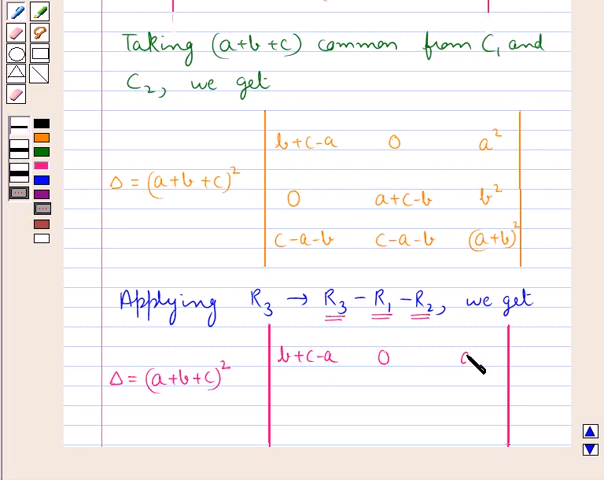 Taking (a+b+c) common from C₁ and
C₂, we get
b+c-a 0 a²
Δ = (a+b+c)²
0 a+c-b b²
c-a-b c-a-b (a+b)²
Applying R₃ → R₃ - R₁ - R₂, we get
b+c-a 0 a
Δ = (a+b+c)²